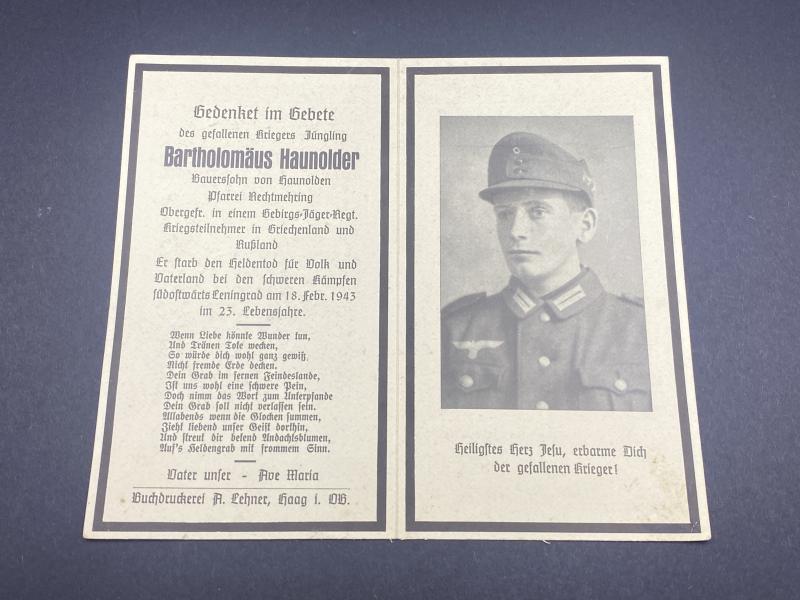 Gedenket im Gebete
des gefallenen Kriegers Jüngling
Bartholomäus Haunolder
Bauerssohn von Haunolden
Pfarrei Rechtmehring
Obergefr. in einem Gebirgs-Jäger-Regt.
Kriegsteilnehmer in Griechenland und
Rußland
Er starb den Heldentod für Volk und
Vaterland bei den schweren Kämpfen
südostwärts Leningrad am 18. Febr. 1943
im 23. Lebensjahre.
Wenn Liebe könnte Wunder tun,
Und Tränen Tote wecken,
So würde dich wohl ganz gewiß,
Nicht fremde Erde decken.
Dein Grab im fernen Feindeslande,
Ist uns wohl eine schwere Pein,
Doch nimm das Wort zum Unterpfande
Dein Grab soll nicht verlassen sein.
Allabends wenn die Glocken summen,
Zieht liebend unser Geist dorthin,
Und streut dir betend Andachtsblumen,
Auf's Heldengrab mit frommem Sinn.
Vater unser - Ave Maria
Buchdruckerei A. Lehner, Haag i. OB.
Heiligstes Herz Jesu, erbarme Dich
der gefallenen Krieger!